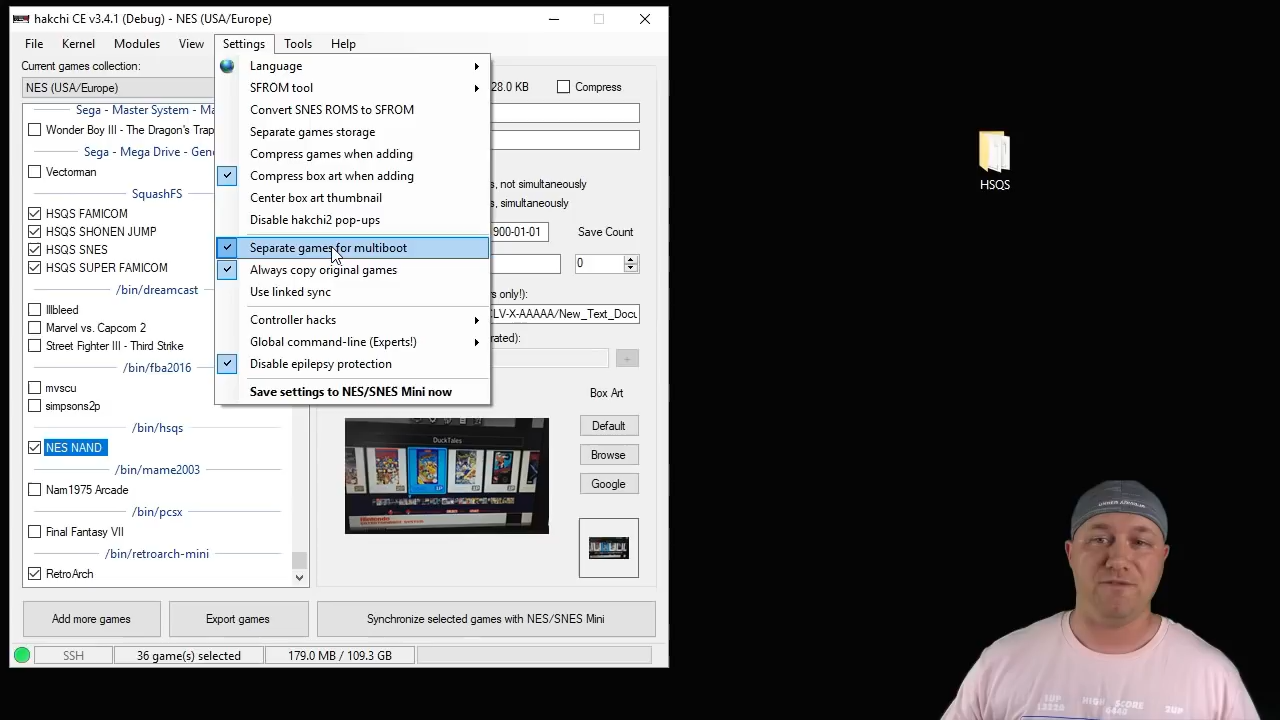 hakchi CE v3.4.1 (Debug) - NES (USA/Europe)
File Kernel Modules View Settings Tools Help
Current games collection:
NES (USA/Europe)
Sega - Master System - Ma
Wonder Boy III - The Dragon's Trap
Sega - Mega Drive - Gen
Vectorman
SquashFS
HSQS FAMICOM
HSQS SHONEN JUMP
HSQS SNES
HSQS SUPER FAMICOM
/bin/dreamcast
Illbleed
Marvel vs. Capcom 2
Street Fighter III - Third Strike
/bin/fba2016
mvscu
simpsons2p
/bin/hsqs
NES NAND
/bin/mame2003
Nam1975 Arcade
/bin/pcsx
Final Fantasy VII
/bin/retroarch-mini
RetroArch
Language
SFROM tool
Convert SNES ROMS to SFROM
Separate games storage
Compress games when adding
Compress box art when adding
Center box art thumbnail
Disable hakchi2 pop-ups
Separate games for multiboot
Always copy original games
Use linked sync
Controller hacks
Global command-line (Experts!)
Disable epilepsy protection
Save settings to NES/SNES Mini now
28.0 KB Compress
s, not simultaneously
s, simultaneously
900-01-01 Save Count
0
s only!):
CLV-X-AAAAA/New_Text_Docu
rated):
+
Box Art
Default
Browse
Google
DuckTales
Add more games Export games Synchronize selected games with NES/SNES Mini
SSH 36 game(s) selected 179.0 MB / 109.3 GB
HSQS
UNDER ARMOUR
HIGH SCORE